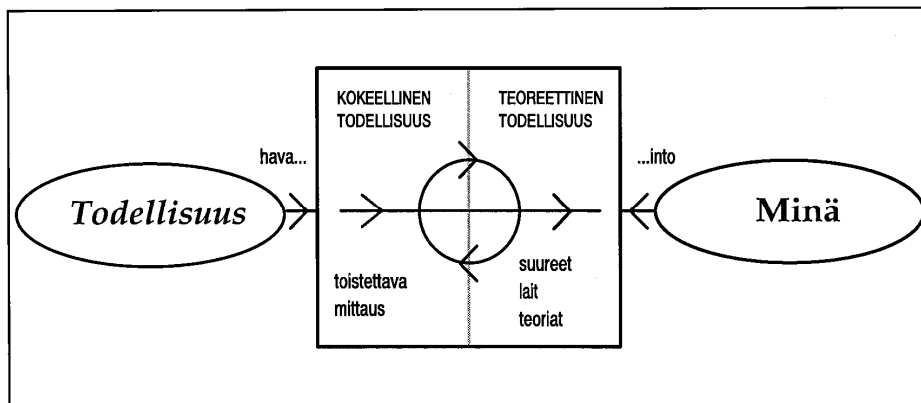 KOKEELLINEN
TODELLISUUS
TEOREETTINEN
TODELLISUUS
hava...
...into
Todellisuus
Minä
toistettava
mittaus
suureet
lait
teoriat